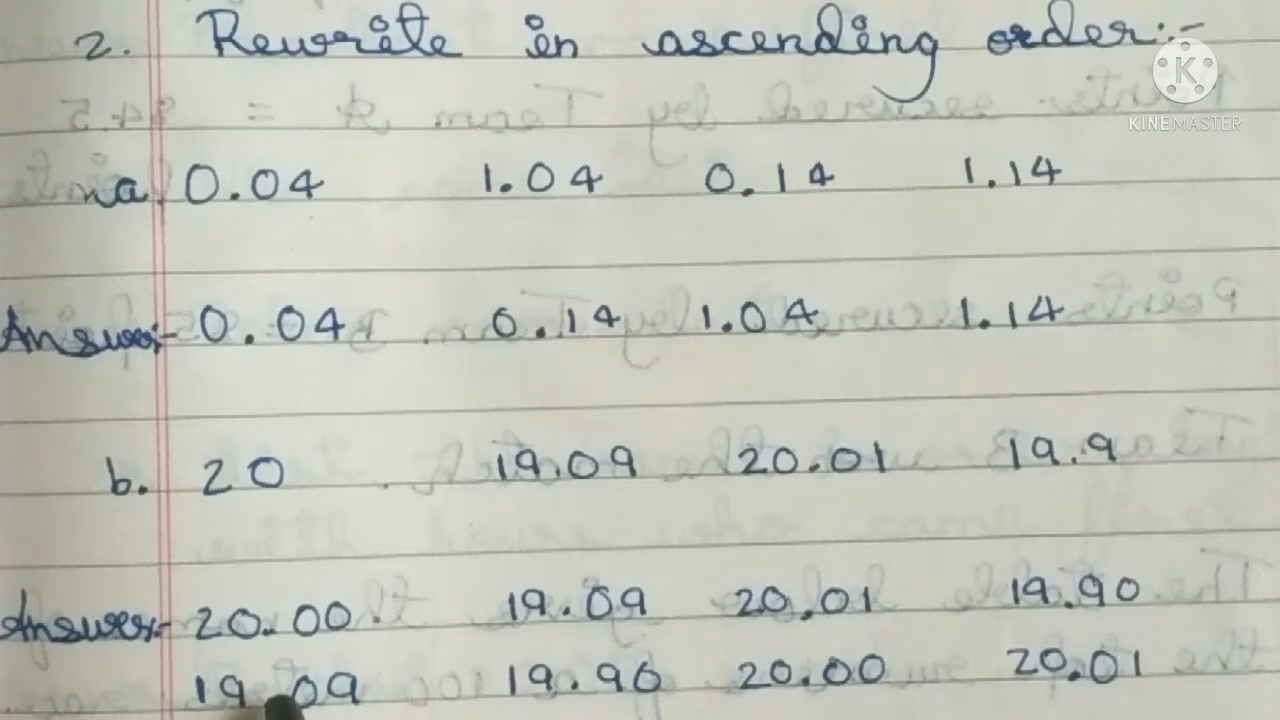 2. Rewrite in ascending order:-
K
KINEMASTER
a 0.04 1.04 0.14 1.14
Answer:- 0.04 0.14 1.04 1.14
b. 20 19.09 20.01 19.9
Answer:- 20.00 19.09 20.01 19.90
19.09 19.90 20.00 20.01